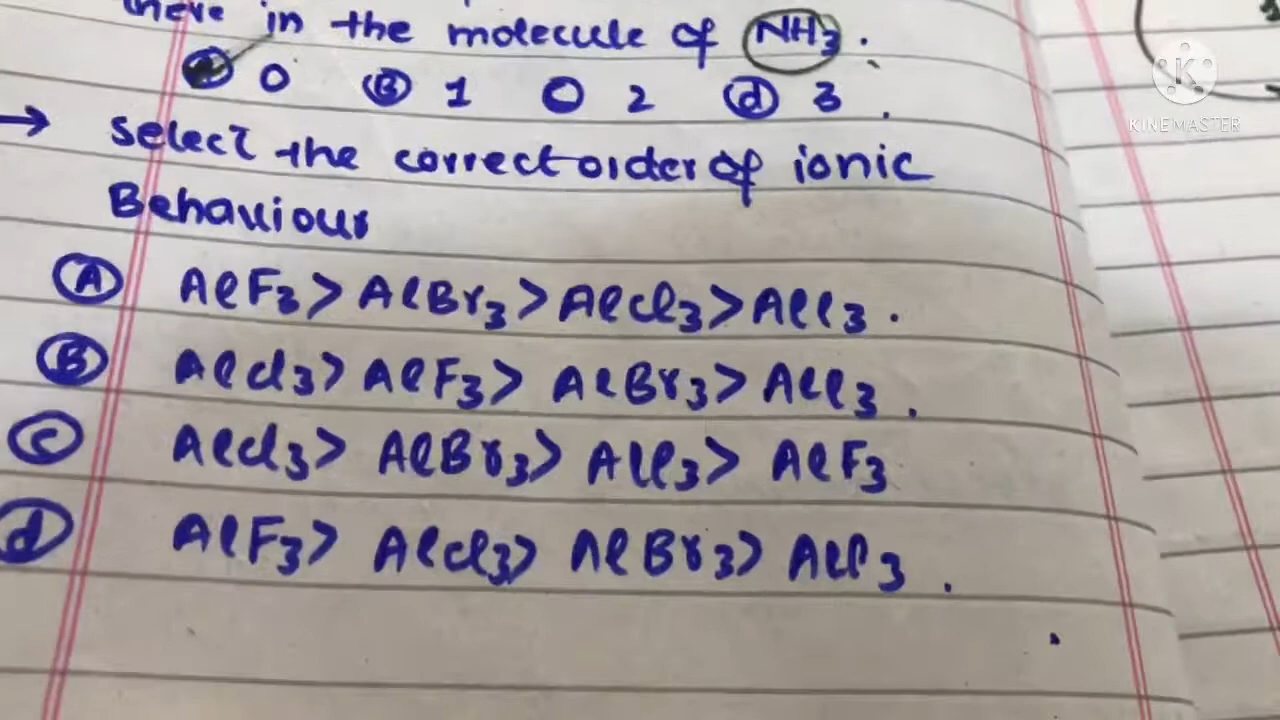 there in the molecule of NH3.
0 B 1 2 d 3.
→ select the correct order of ionic
Behaviour
A AlF3 > AlBr3 > AlCl3 > AlI3.
B AlCl3 > AlF3 > AlBr3 > AlI3.
C AlCl3 > AlBr3 > AlI3 > AlF3
d AlF3 > AlCl3 > AlBr3 > AlI3.
K
KINEMASTER